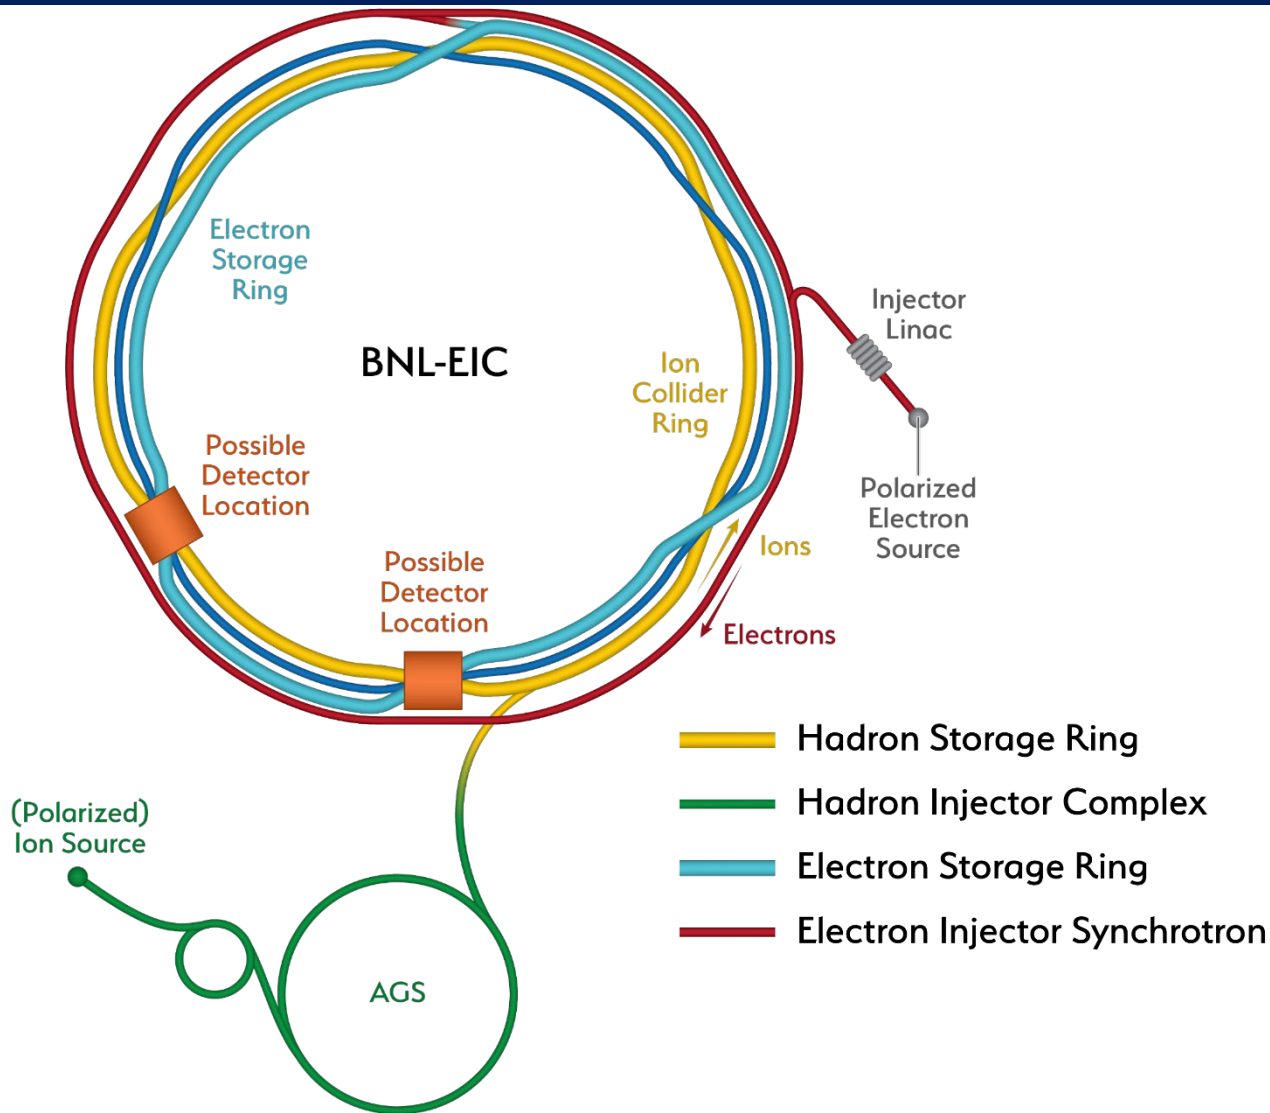 Electron
Storage
Ring
BNL-EIC
Injector
Linac
Ion
Collider
Ring
Possible
Detector
Location
Polarized
Electron
Source
Possible
Detector
Location
Ions
Electrons
Hadron Storage Ring
Hadron Injector Complex
Electron Storage Ring
Electron Injector Synchrotron
(Polarized)
Ion Source
AGS